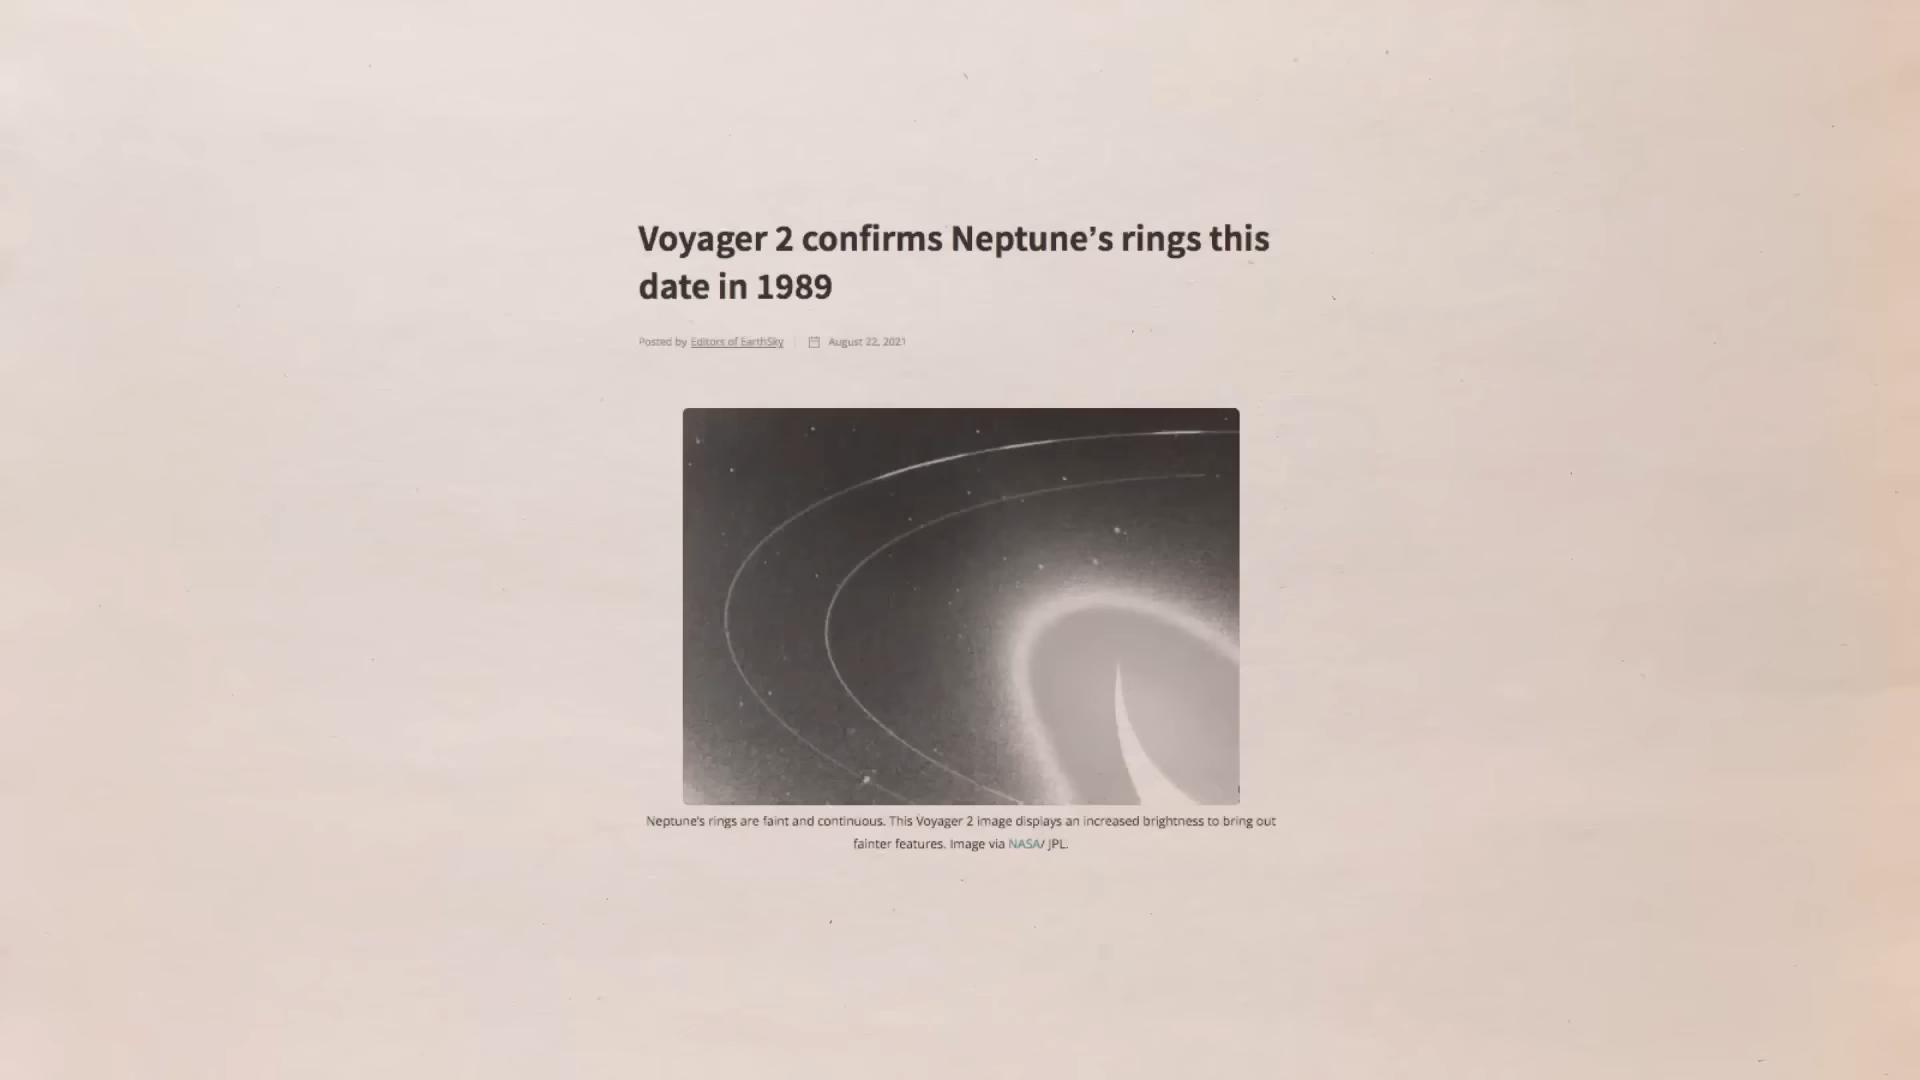 Voyager 2 confirms Neptune’s rings this
date in 1989
Posted by Editors of EarthSky | August 22, 2021
Neptune's rings are faint and continuous. This Voyager 2 image displays an increased brightness to bring out
fainter features. Image via NASA/ JPL.